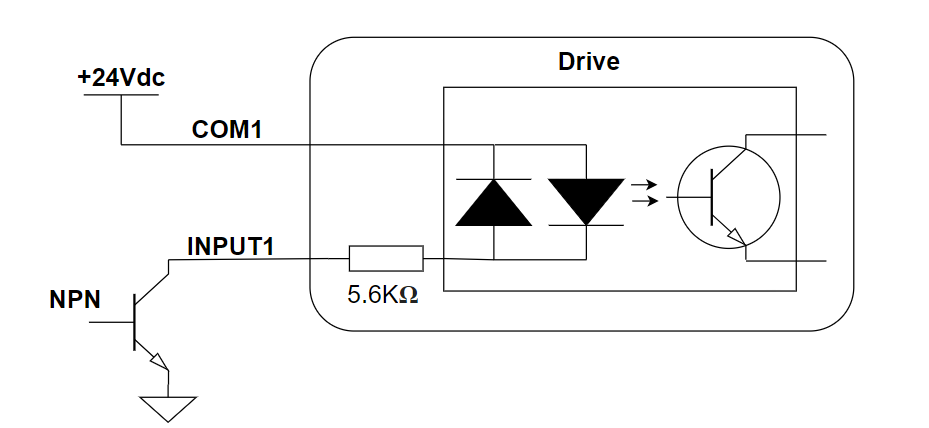 Drive
+24Vdc
COM1
INPUT1
NPN
5.6KΩ